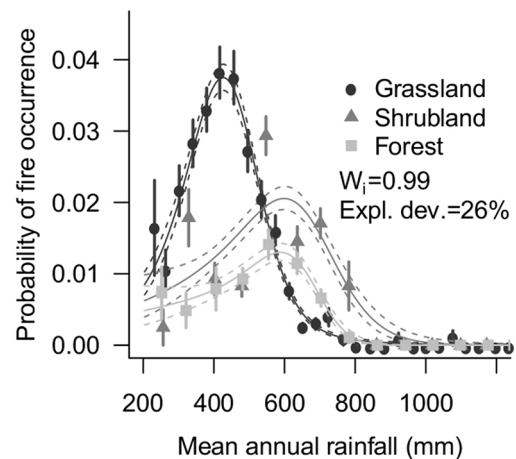 Probability of fire occurrence
0.04
0.03
0.02
0.01
0.00
Grassland
Shrubland
Forest
Wi=0.99
Expl. dev.=26%
200 400 600 800 1000
Mean annual rainfall (mm)